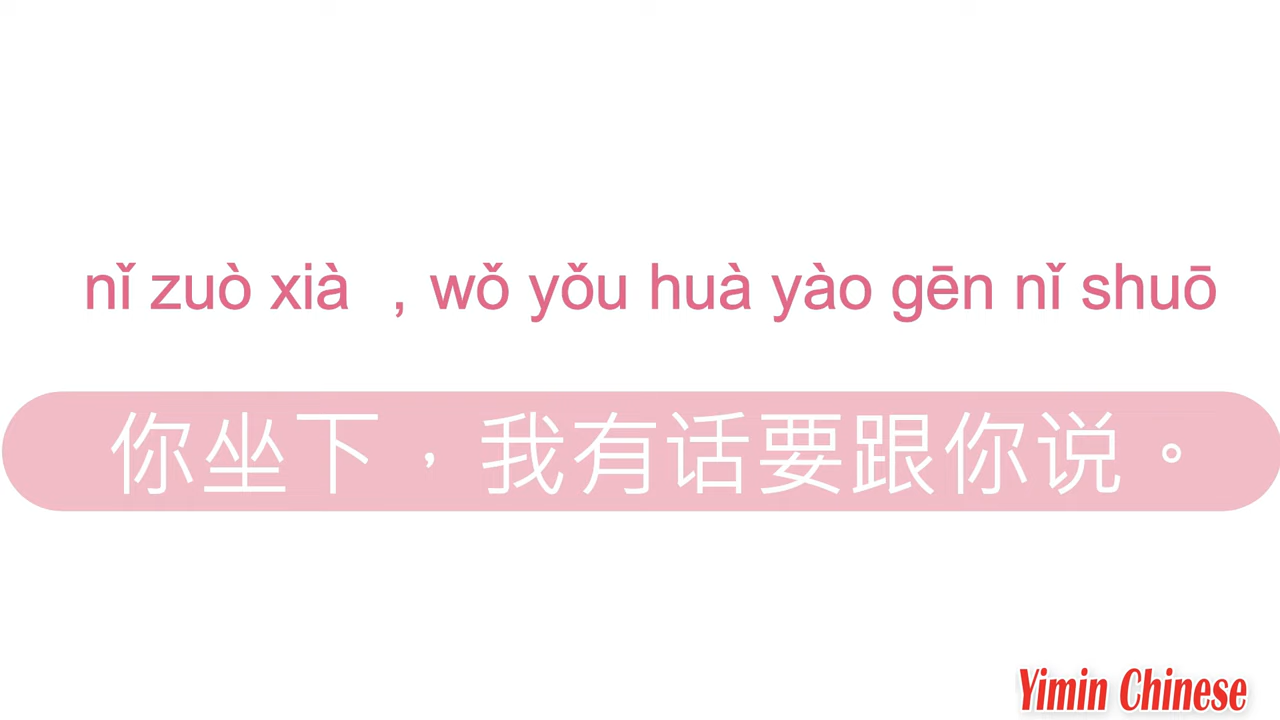 nǐ zuò xià , wǒ yǒu huà yào gēn nǐ shuō
你坐下，我有话要跟你说。
Yimin Chinese